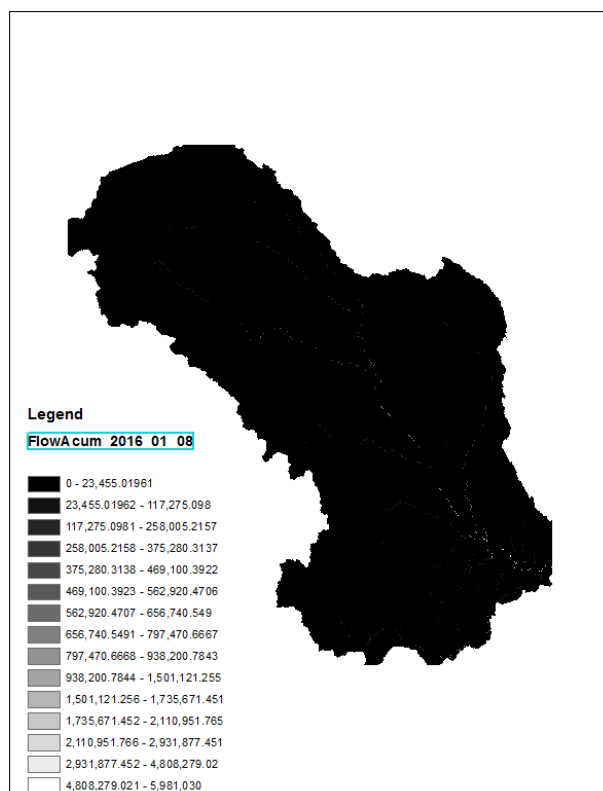 Legend
FlowAcum_2016_01_08
0 - 23,455.01961
23,455.01962 - 117,275.098
117,275.0981 - 258,005.2157
258,005.2158 - 375,280.3137
375,280.3138 - 469,100.3922
469,100.3923 - 562,920.4706
562,920.4707 - 656,740.549
656,740.5491 - 797,470.6667
797,470.6668 - 938,200.7843
938,200.7844 - 1,501,121.255
1,501,121.256 - 1,735,671.451
1,735,671.452 - 2,110,951.765
2,110,951.766 - 2,931,877.451
2,931,877.452 - 4,808,279.02
4,808,279.021 - 5,981,030